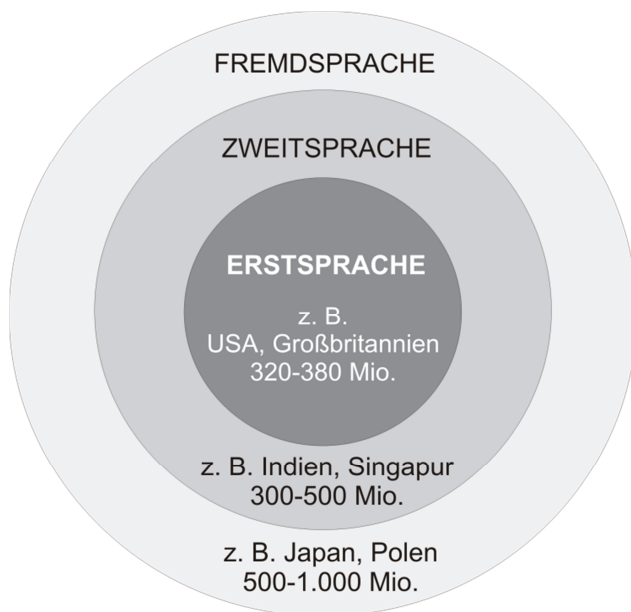 FREMDSPRACHE
ZWEITSPRACHE
ERSTSPRACHE
z. B.
USA, Großbritannien
320-380 Mio.
z. B. Indien, Singapur
300-500 Mio.
z. B. Japan, Polen
500-1.000 Mio.